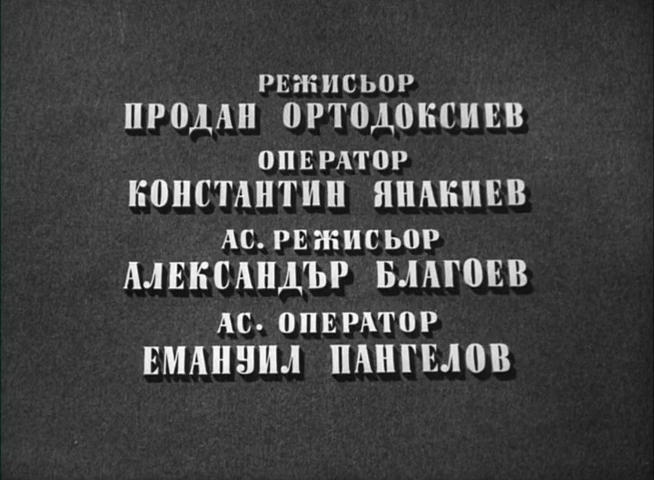 РЕЖИСЬОР
ПРОДАН ОРТОДОКСИЕВ
ОПЕРАТОР
КОНСТАНТИН ЯНАКИЕВ
АС. РЕЖИСЬОР
АЛЕКСАНДЪР БЛАГОЕВ
АС. ОПЕРАТОР
ЕМАНУИЛ ПАНГЕЛОВ